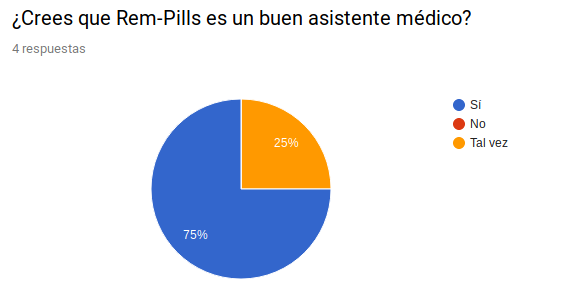 ¿Crees que Rem-Pills es un buen asistente médico?
4 respuestas
Sí
No
Tal vez
25%
75%